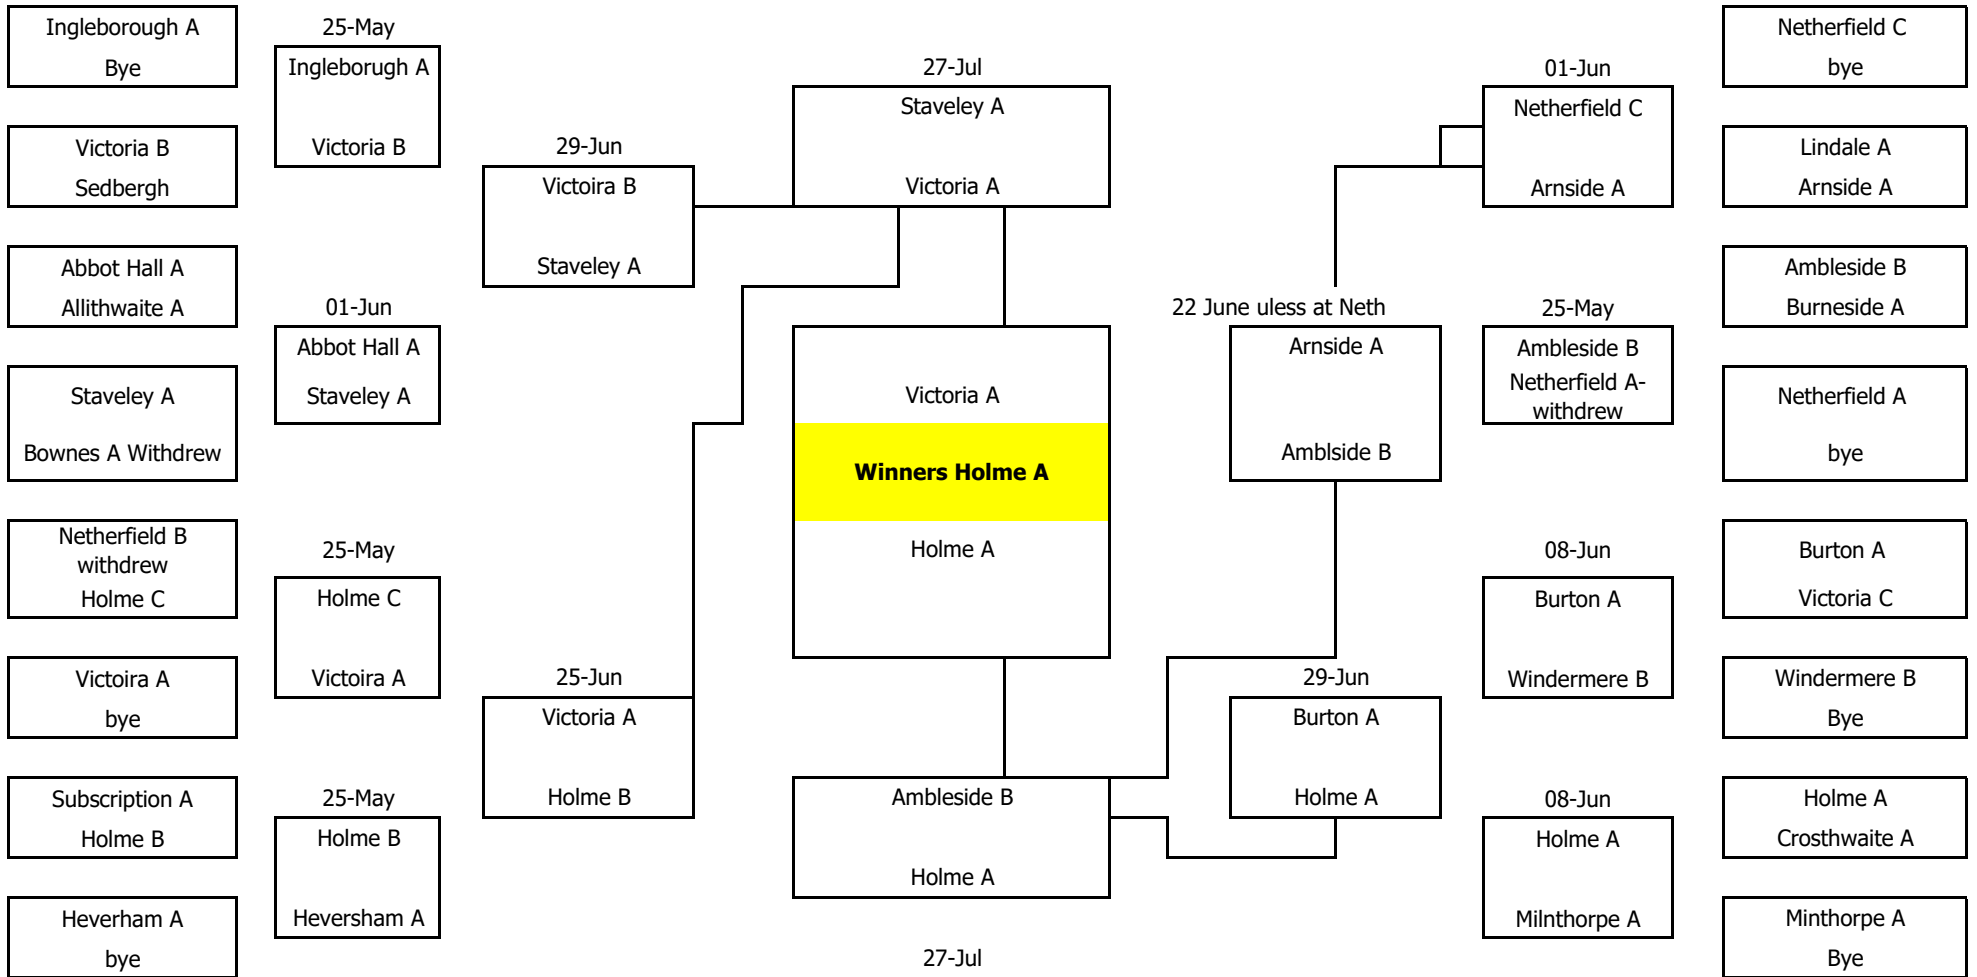 Ingleborough A
Bye
Victoria B
Sedbergh
Abbot Hall A
Allithwaite A
Staveley A
Bownes A Withdrew
Netherfield B
withdrew
Holme C
Victoira A
bye
Subscription A
Holme B
Heverham A
bye
25-May
Ingleborugh A
Victoria B
01-Jun
Abbot Hall A
Staveley A
25-May
Holme C
Victoira A
25-May
Holme B
Heversham A
29-Jun
Victoira B
Staveley A
25-Jun
Victoria A
Holme B
27-Jul
Staveley A
Victoria A
Victoria A
Winners Holme A
Holme A
Ambleside B
Holme A
27-Jul
22 June uless at Neth
Arnside A
Amblside B
29-Jun
Burton A
Holme A
01-Jun
Netherfield C
Arnside A
25-May
Ambleside B
Netherfield A-
withdrew
08-Jun
Burton A
Windermere B
08-Jun
Holme A
Milnthorpe A
Netherfield C
bye
Lindale A
Arnside A
Ambleside B
Burneside A
Netherfield A
bye
Burton A
Victoria C
Windermere B
Bye
Holme A
Crosthwaite A
Minthorpe A
Bye